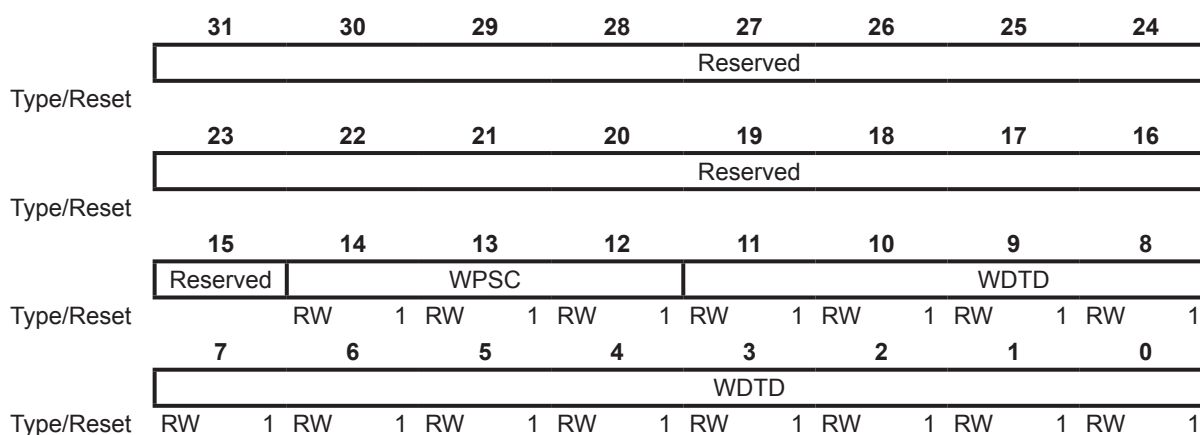 31 30 29 28 27 26 25 24
Reserved
Type/Reset
23 22 21 20 19 18 17 16
Reserved
Type/Reset
15 14 13 12 11 10 9 8
Reserved WPSC WDTD
Type/Reset RW 1 RW 1 RW 1 RW 1 RW 1 RW 1 RW 1
7 6 5 4 3 2 1 0
WDTD
Type/Reset RW 1 RW 1 RW 1 RW 1 RW 1 RW 1 RW 1 RW 1